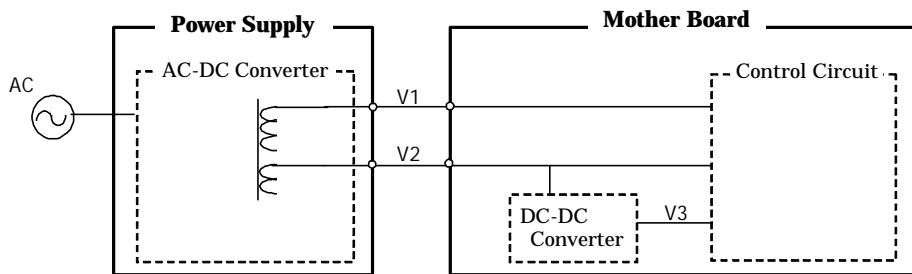 Power Supply
Mother Board
AC-DC Converter
Control Circuit
AC
V1
V2
DC-DC
Converter
V3